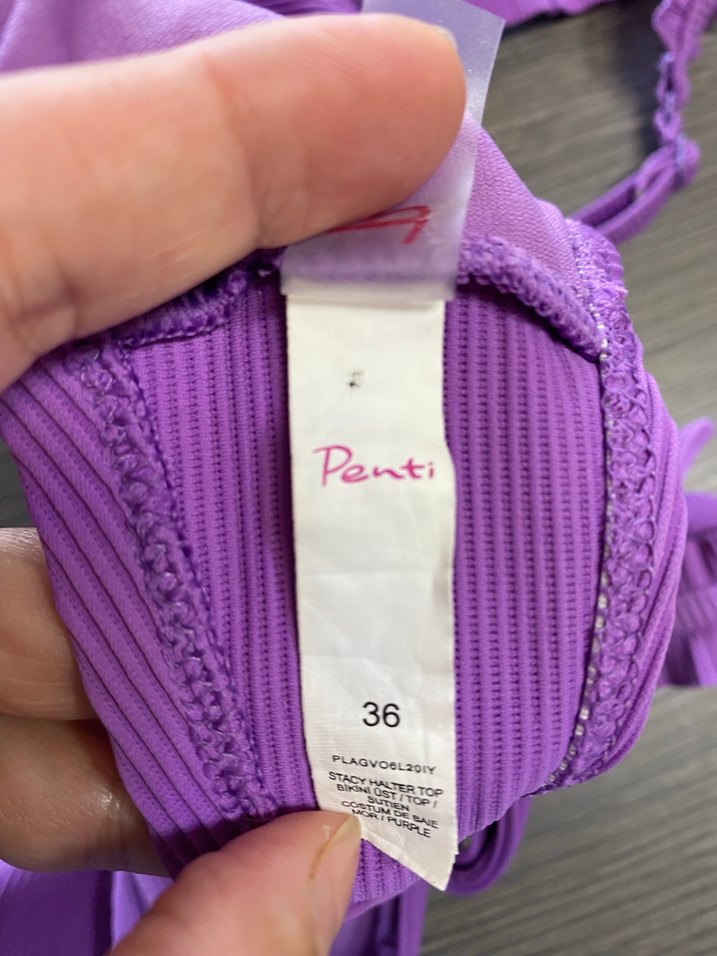 Penti
36
PLAGVO6L20IY
STACY HALTER TOP
BIKINI ÜST / TOP /
SUTIEN
COSTUM DE BAIE
MOR / PURPLE